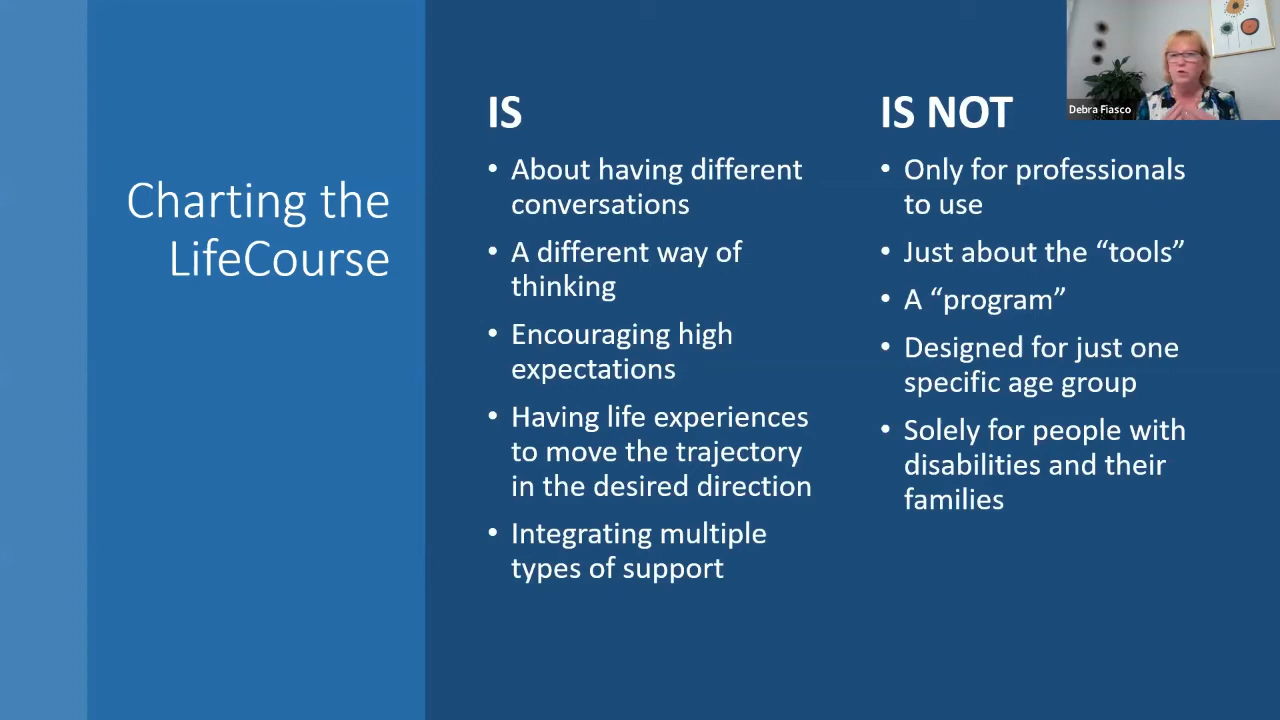 Charting the
LifeCourse
IS
• About having different
conversations
• A different way of
thinking
• Encouraging high
expectations
• Having life experiences
to move the trajectory
in the desired direction
• Integrating multiple
types of support
IS NOT
• Only for professionals
to use
• Just about the “tools”
• A “program”
• Designed for just one
specific age group
• Solely for people with
disabilities and their
families
Debra Fiasco